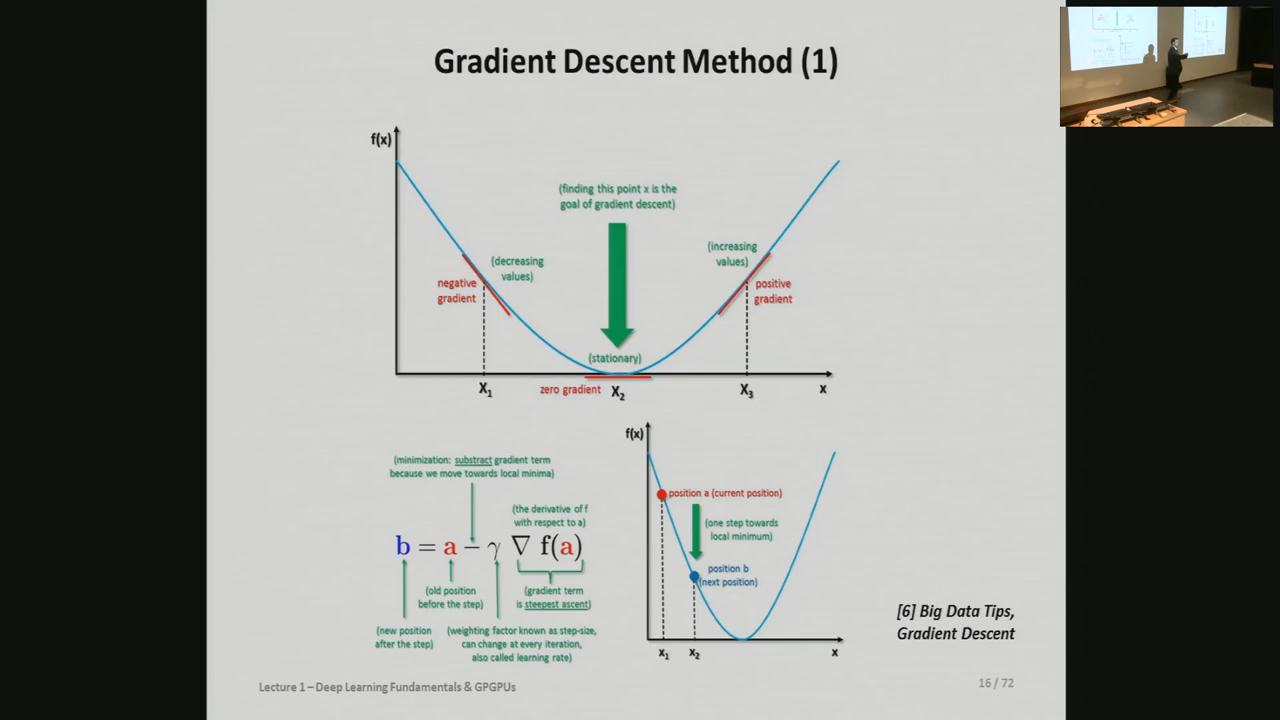 Gradient Descent Method (1)
f(x)
(finding this point x is the
goal of gradient descent)
(decreasing
values)
(increasing
values)
negative
gradient
positive
gradient
(stationary)
zero gradient
X1
X2
X3
x
(minimization: substract gradient term
because we move towards local minima)
(the derivative of f
with respect to a)
b = a − γ ∇ f(a)
(old position
before the step)
(gradient term
is steepest ascent)
(new position
after the step)
(weighting factor known as step-size,
can change at every iteration,
also called learning rate)
f(x)
position a (current position)
(one step towards
local minimum)
position b
(next position)
x1
x2
x
[6] Big Data Tips,
Gradient Descent
Lecture 1 – Deep Learning Fundamentals & GPGPUs
16 / 72